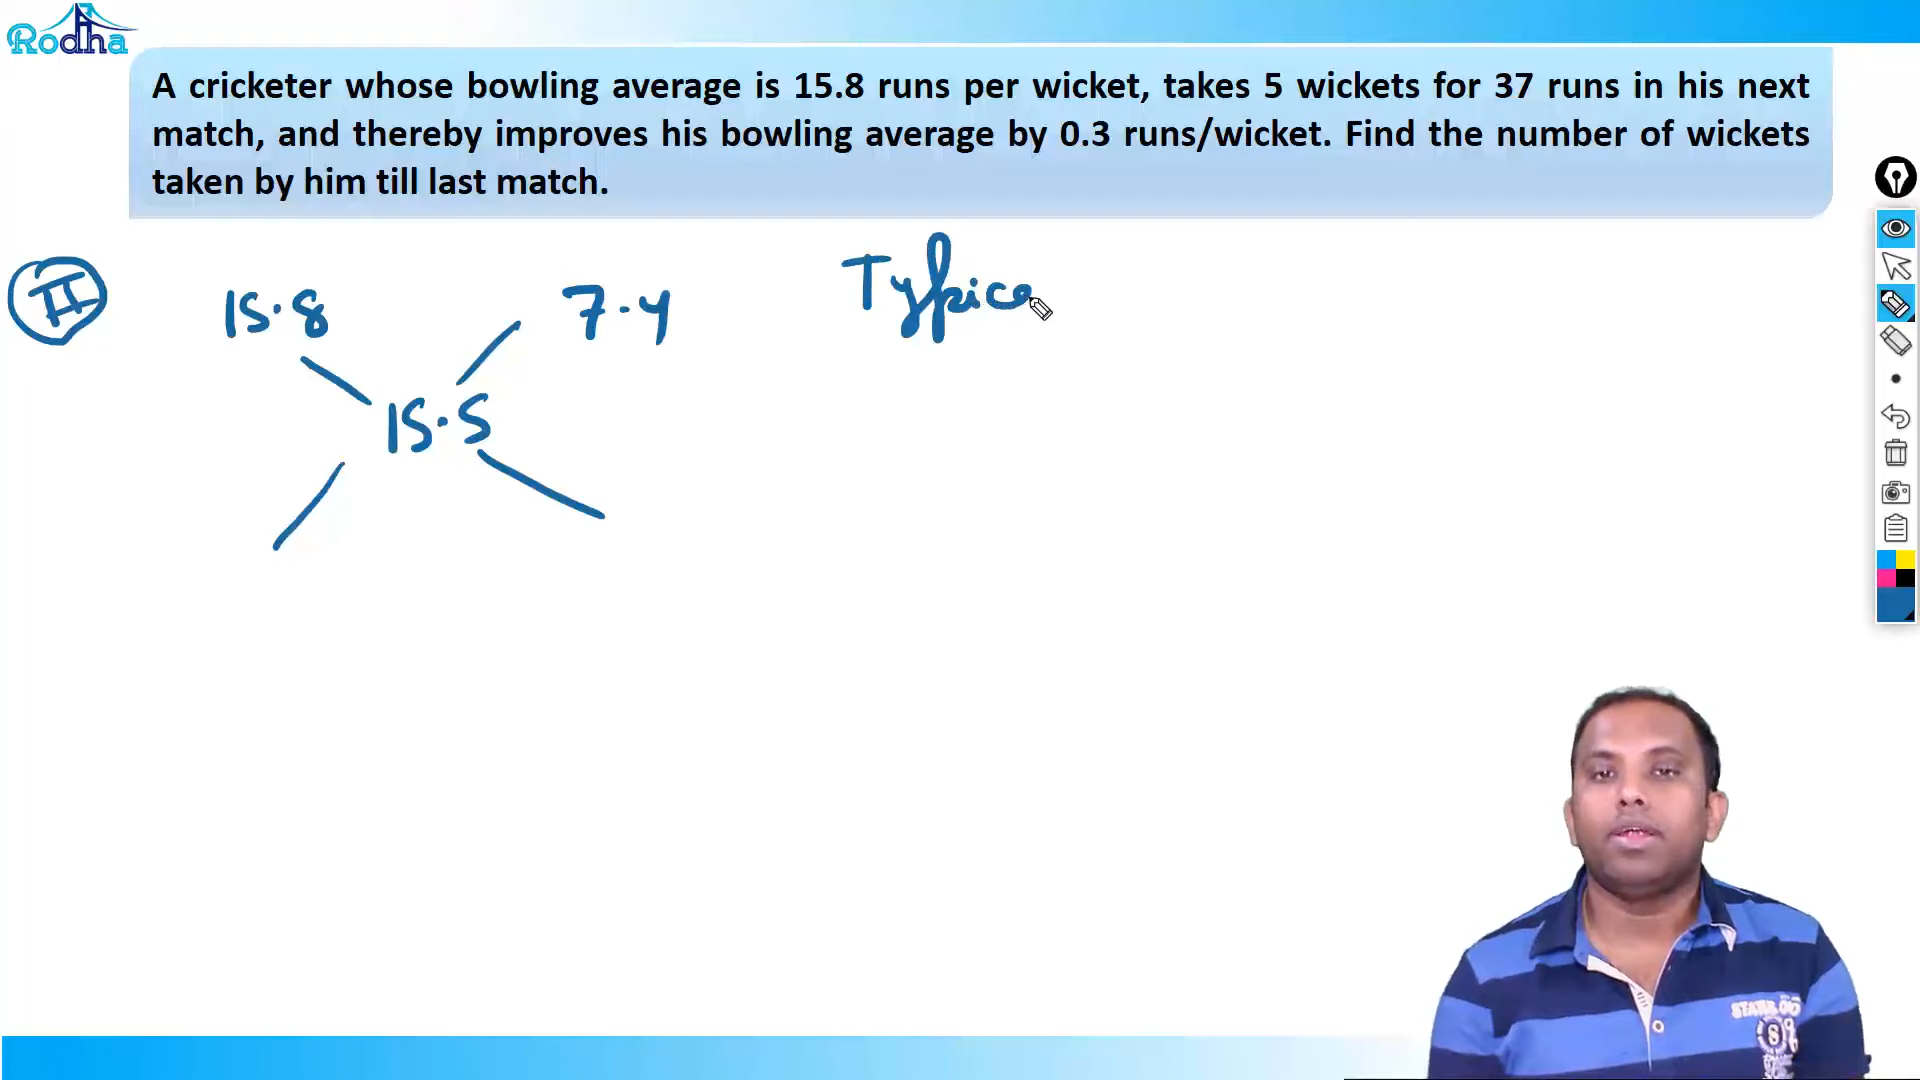 Rodha
A cricketer whose bowling average is 15.8 runs per wicket, takes 5 wickets for 37 runs in his next
match, and thereby improves his bowling average by 0.3 runs/wicket. Find the number of wickets
taken by him till last match.
II
15.8 7.4 Typica
15.5